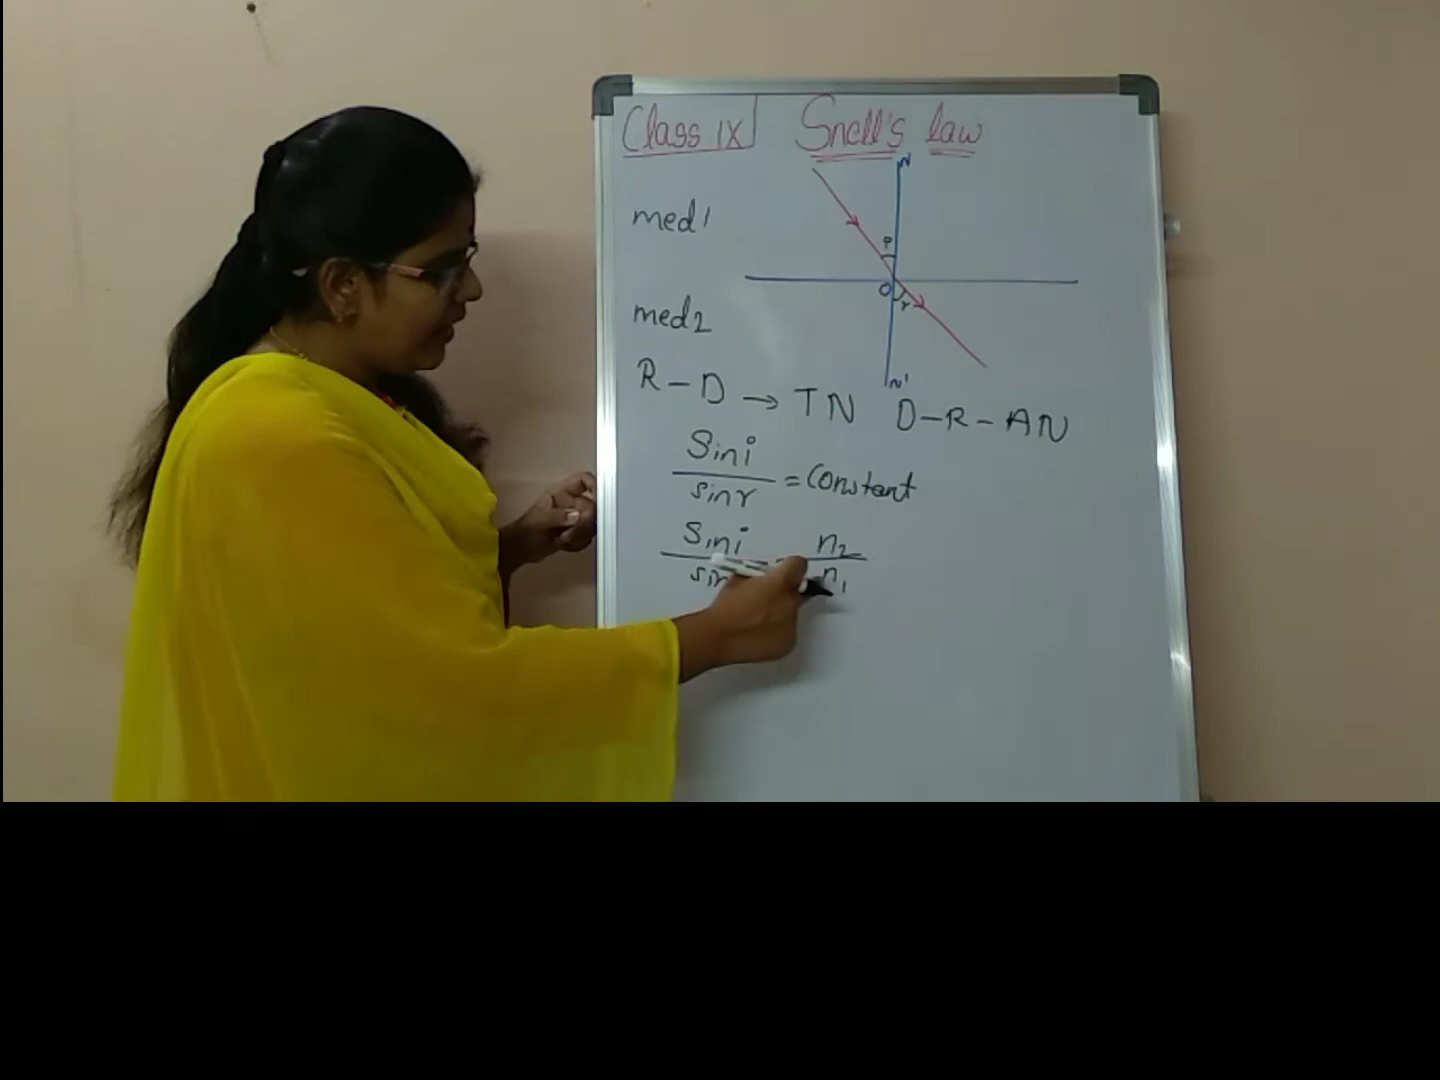 Class IX Snell's law
N
med1
i
O
r
med2
N'
R-D → TN D-R-AN
Sin i
sin r
= Constant
Sin i
n2
n1